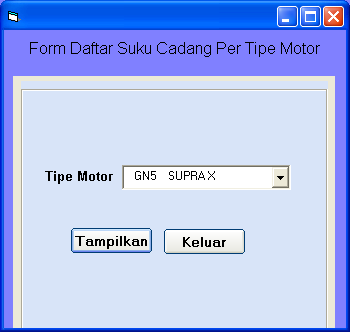 Form Daftar Suku Cadang Per Tipe Motor
Tipe Motor GN5 SUPRA X
Tampilkan Keluar